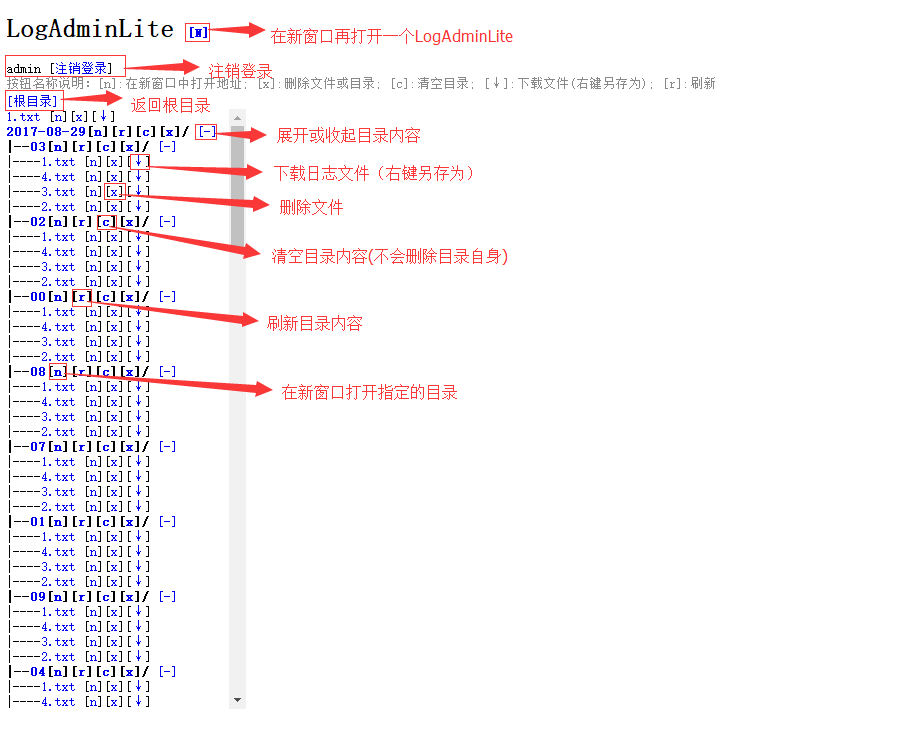 LogAdminLite [N]
在新窗口再打开一个LogAdminLite
admin [注销登录]
注销登录
按钮名称说明: [n]:在新窗口中打开地址; [x]:删除文件或目录; [c]:清空目录; [↓]:下载文件(右键另存为); [r]:刷新
[根目录]
返回根目录
1.txt [n][x][↓]
2017-08-29[n][r][c][x]/ [-]
展开或收起目录内容
|--03[n][r][c][x]/ [-]
|----1.txt [n][x][↓]
下载日志文件（右键另存为）
|----4.txt [n][x][↓]
|----3.txt [n][x][↓]
删除文件
|----2.txt [n][x][↓]
|--02[n][r][c][x]/ [-]
|----1.txt [n][x][↓]
|----4.txt [n][x][↓]
清空目录内容(不会删除目录自身)
|----3.txt [n][x][↓]
|----2.txt [n][x][↓]
|--00[n][r][c][x]/ [-]
|----1.txt [n][x][↓]
|----4.txt [n][x][↓]
刷新目录内容
|----3.txt [n][x][↓]
|----2.txt [n][x][↓]
|--08[n][r][c][x]/ [-]
|----1.txt [n][x][↓]
在新窗口打开指定的目录
|----4.txt [n][x][↓]
|----3.txt [n][x][↓]
|----2.txt [n][x][↓]
|--07[n][r][c][x]/ [-]
|----1.txt [n][x][↓]
|----4.txt [n][x][↓]
|----3.txt [n][x][↓]
|----2.txt [n][x][↓]
|--01[n][r][c][x]/ [-]
|----1.txt [n][x][↓]
|----4.txt [n][x][↓]
|----3.txt [n][x][↓]
|----2.txt [n][x][↓]
|--09[n][r][c][x]/ [-]
|----1.txt [n][x][↓]
|----4.txt [n][x][↓]
|----3.txt [n][x][↓]
|----2.txt [n][x][↓]
|--04[n][r][c][x]/ [-]
|----1.txt [n][x][↓]
|----4.txt [n][x][↓]